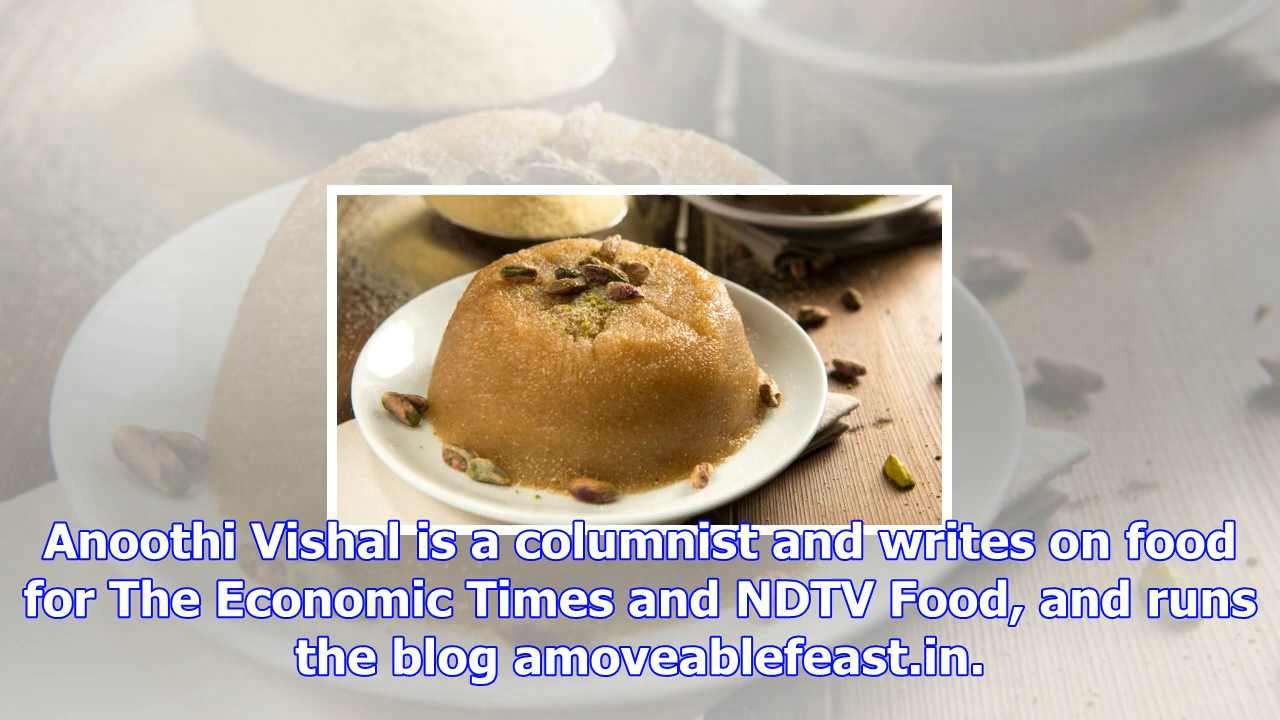 Anoothi Vishal is a columnist and writes on food
for The Economic Times and NDTV Food, and runs
the blog amoveablefeast.in.